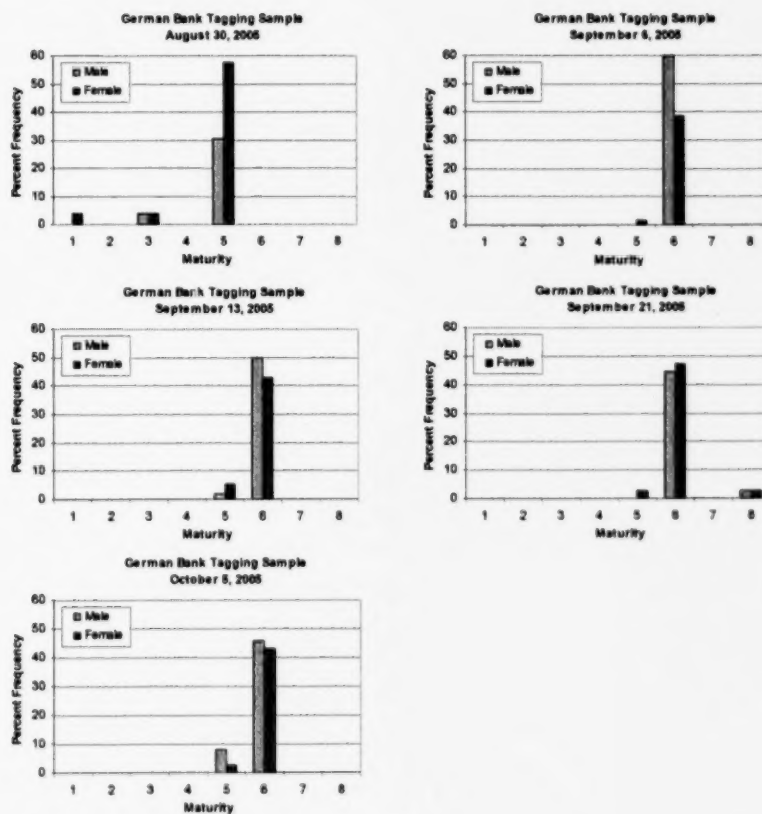 German Bank Tagging Sample
August 30, 2005
Percent Frequency
60
50
40
30
20
10
0
Male
Female
1 2 3 4 5 6 7 8
Maturity
German Bank Tagging Sample
September 6, 2005
Percent Frequency
60
50
40
30
20
10
0
Male
Female
1 2 3 4 5 6 7 8
Maturity
German Bank Tagging Sample
September 13, 2005
Percent Frequency
60
50
40
30
20
10
0
Male
Female
1 2 3 4 5 6 7 8
Maturity
German Bank Tagging Sample
September 21, 2005
Percent Frequency
60
50
40
30
20
10
0
Male
Female
1 2 3 4 5 6 7 8
Maturity
German Bank Tagging Sample
October 5, 2005
Percent Frequency
60
50
40
30
20
10
0
Male
Female
1 2 3 4 5 6 7 8
Maturity